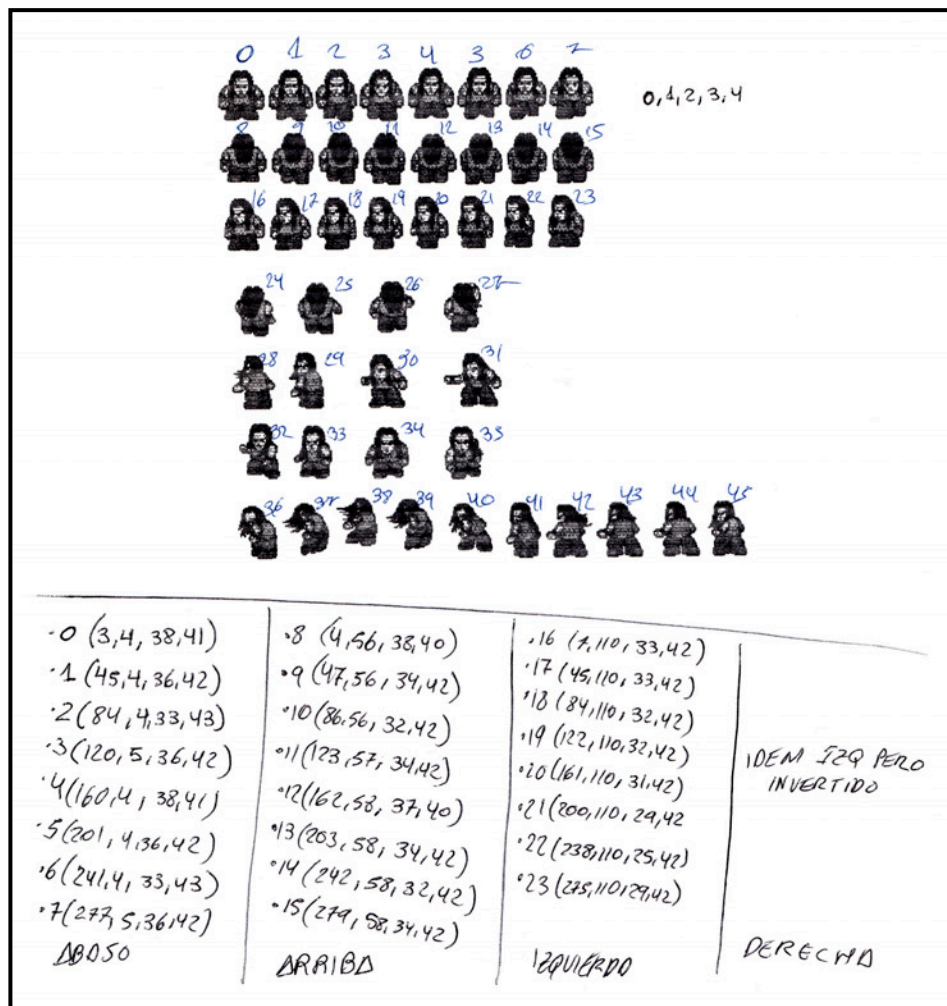 0 1 2 3 4 5 6 7
0,1,2,3,4
8 9 10 11 12 13 14 15
16 17 18 19 20 21 22 23
24 25 26 27
28 29 30 31
32 33 34 35
36 37 38 39 40 41 42 43 44 45
·0 (3,4, 38,41)
·1 (45,4,36,42)
·2 (84,4,33,43)
·3 (120,5,36,42)
·4 (160,4, 38,41)
·5 (201,4,36,42)
·6 (241,4, 33,43)
·7 (277,5,36,42)
ABAJO
·8 (4,56,38,40)
·9 (47,56,34,42)
·10 (86,56,32,42)
·11 (123,57,34,42)
·12 (162,58,37,40)
·13 (203,58,34,42)
·14 (242,58,32,42)
·15 (279,58,34,42)
ARRIBA
·16 (7,110,33,42)
·17 (45,110,33,42)
·18 (84,110,32,42)
·19 (122,110,32,42)
·20 (161,110,31,42)
·21 (200,110,29,42
·22 (238,110,25,42)
·23 (275,110,29,42)
IZQUIERDA
IDEM IZQ PERO
INVERTIDO
DERECHA